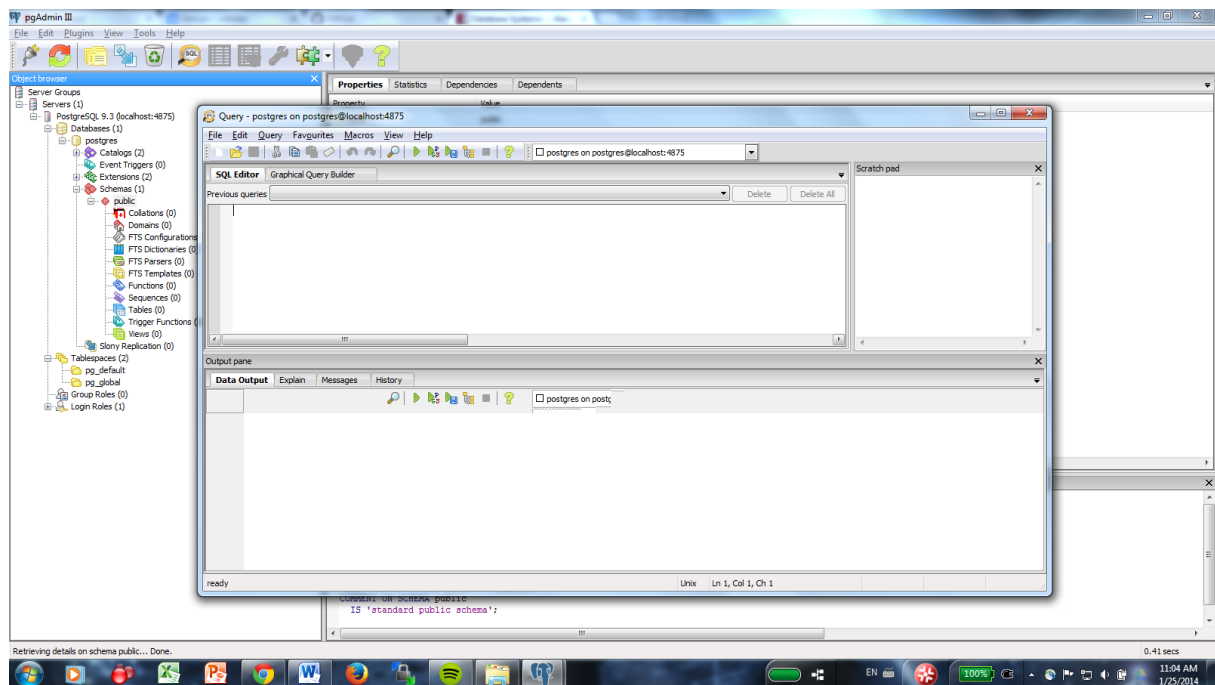 pgAdmin III
File Edit Plugins View Tools Help
SQL
Object browser
Server Groups
Servers (1)
PostgreSQL 9.3 (localhost:4875)
Databases (1)
postgres
Catalogs (2)
Event Triggers (0)
Extensions (2)
Schemas (1)
public
Collations (0)
Domains (0)
FTS Configurations
FTS Dictionaries (0)
FTS Parsers (0)
FTS Templates (0)
Functions (0)
Sequences (0)
Tables (0)
Trigger Functions (
Views (0)
Slony Replication (0)
Tablespaces (2)
pg_default
pg_global
Group Roles (0)
Login Roles (1)
Properties Statistics Dependencies Dependents
Property Value
public
Query - postgres on postgres@localhost:4875
File Edit Query Favourites Macros View Help
postgres on postgres@localhost:4875
SQL Editor Graphical Query Builder
Previous queries Delete Delete All
Scratch pad
Output pane
Data Output Explain Messages History
postgres on postg
ready Unix Ln 1, Col 1, Ch 1
COMMENT ON SCHEMA public
IS 'standard public schema';
Retrieving details on schema public... Done. 0.41 secs
EN 100% 11:04 AM
1/25/2014